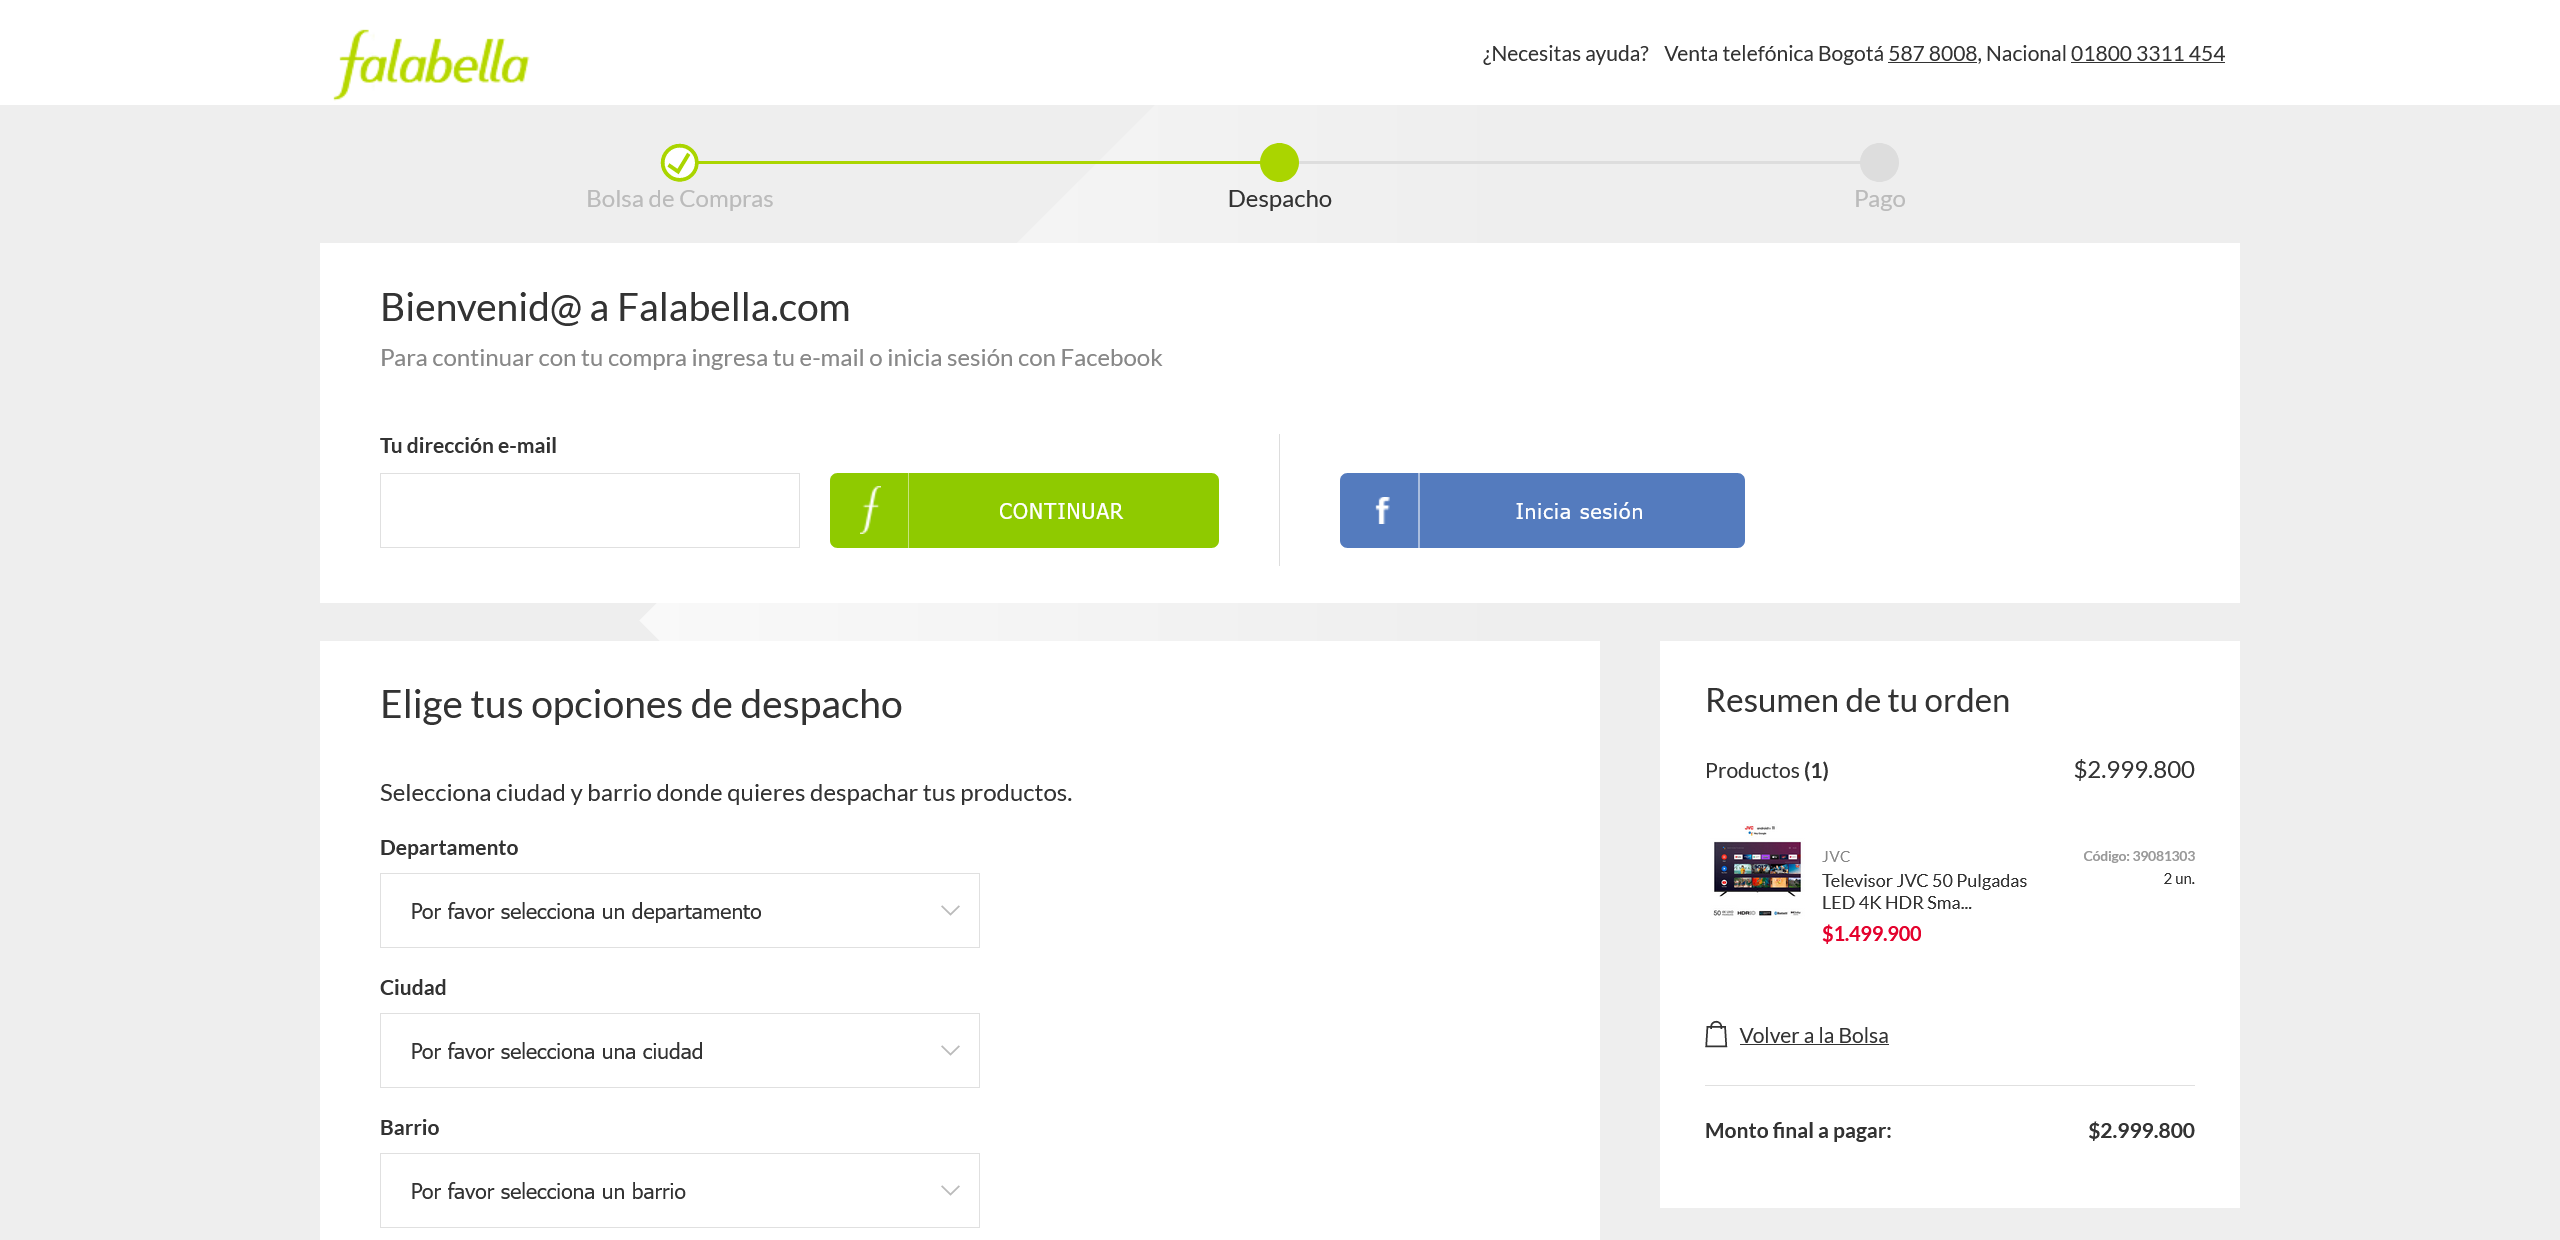 falabella
¿Necesitas ayuda? Venta telefónica Bogotá 587 8008, Nacional 01800 3311 454
Bolsa de Compras
Despacho
Pago
Bienvenid@ a Falabella.com
Para continuar con tu compra ingresa tu e-mail o inicia sesión con Facebook
Tu dirección e-mail
f CONTINUAR
f Inicia sesión
Elige tus opciones de despacho
Selecciona ciudad y barrio donde quieres despachar tus productos.
Departamento
Por favor selecciona un departamento
Ciudad
Por favor selecciona una ciudad
Barrio
Por favor selecciona un barrio
Resumen de tu orden
Productos (1) $2.999.800
JVC
JVC Código: 39081303
Televisor JVC 50 Pulgadas 2 un.
LED 4K HDR Sma...
$1.499.900
50
Volver a la Bolsa
Monto final a pagar: $2.999.800